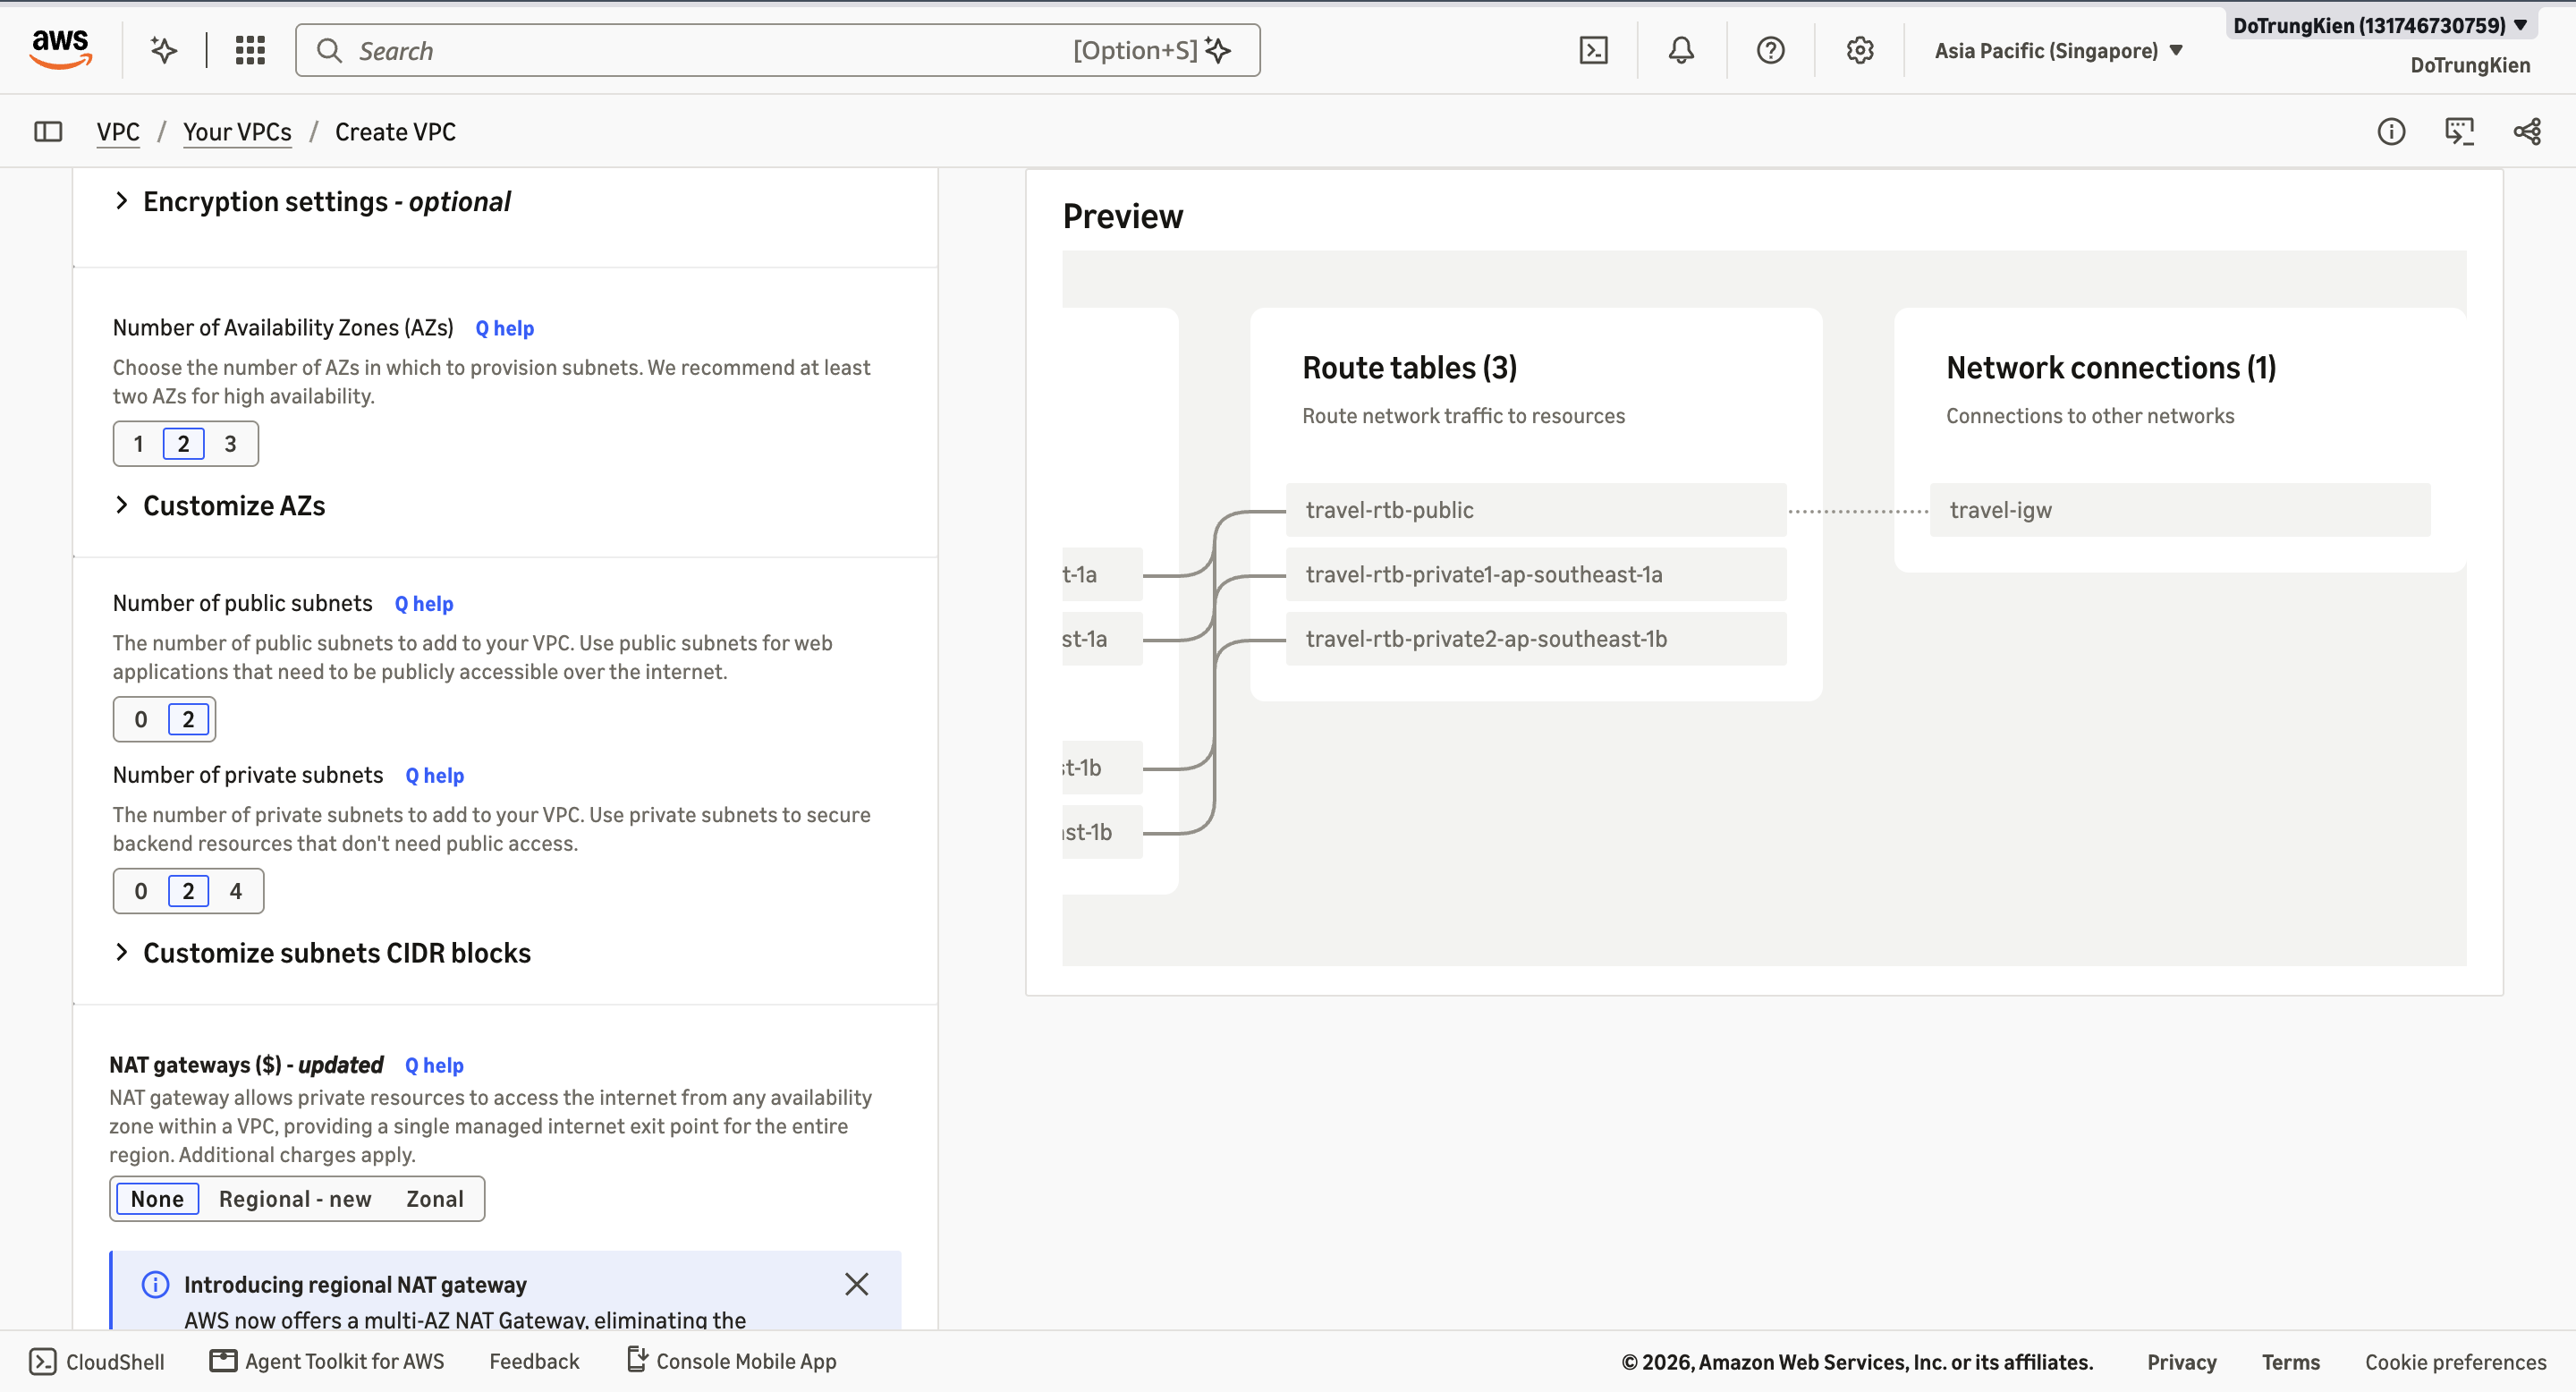 aws
Search
[Option+S]
Asia Pacific (Singapore)
DoTrungKien (131746730759)
DoTrungKien
VPC / Your VPCs / Create VPC
Encryption settings - optional
Number of Availability Zones (AZs) Q help
Choose the number of AZs in which to provision subnets. We recommend at least
two AZs for high availability.
1 2 3
Customize AZs
Number of public subnets Q help
The number of public subnets to add to your VPC. Use public subnets for web
applications that need to be publicly accessible over the internet.
0 2
Number of private subnets Q help
The number of private subnets to add to your VPC. Use private subnets to secure
backend resources that don't need public access.
0 2 4
Customize subnets CIDR blocks
NAT gateways ($) - updated Q help
NAT gateway allows private resources to access the internet from any availability
zone within a VPC, providing a single managed internet exit point for the entire
region. Additional charges apply.
None Regional - new Zonal
Introducing regional NAT gateway
AWS now offers a multi-AZ NAT Gateway, eliminating the
Preview
t-1a
st-1a
st-1b
ast-1b
Route tables (3)
Route network traffic to resources
travel-rtb-public
travel-rtb-private1-ap-southeast-1a
travel-rtb-private2-ap-southeast-1b
Network connections (1)
Connections to other networks
travel-igw
CloudShell
Agent Toolkit for AWS
Feedback
Console Mobile App
© 2026, Amazon Web Services, Inc. or its affiliates.
Privacy
Terms
Cookie preferences